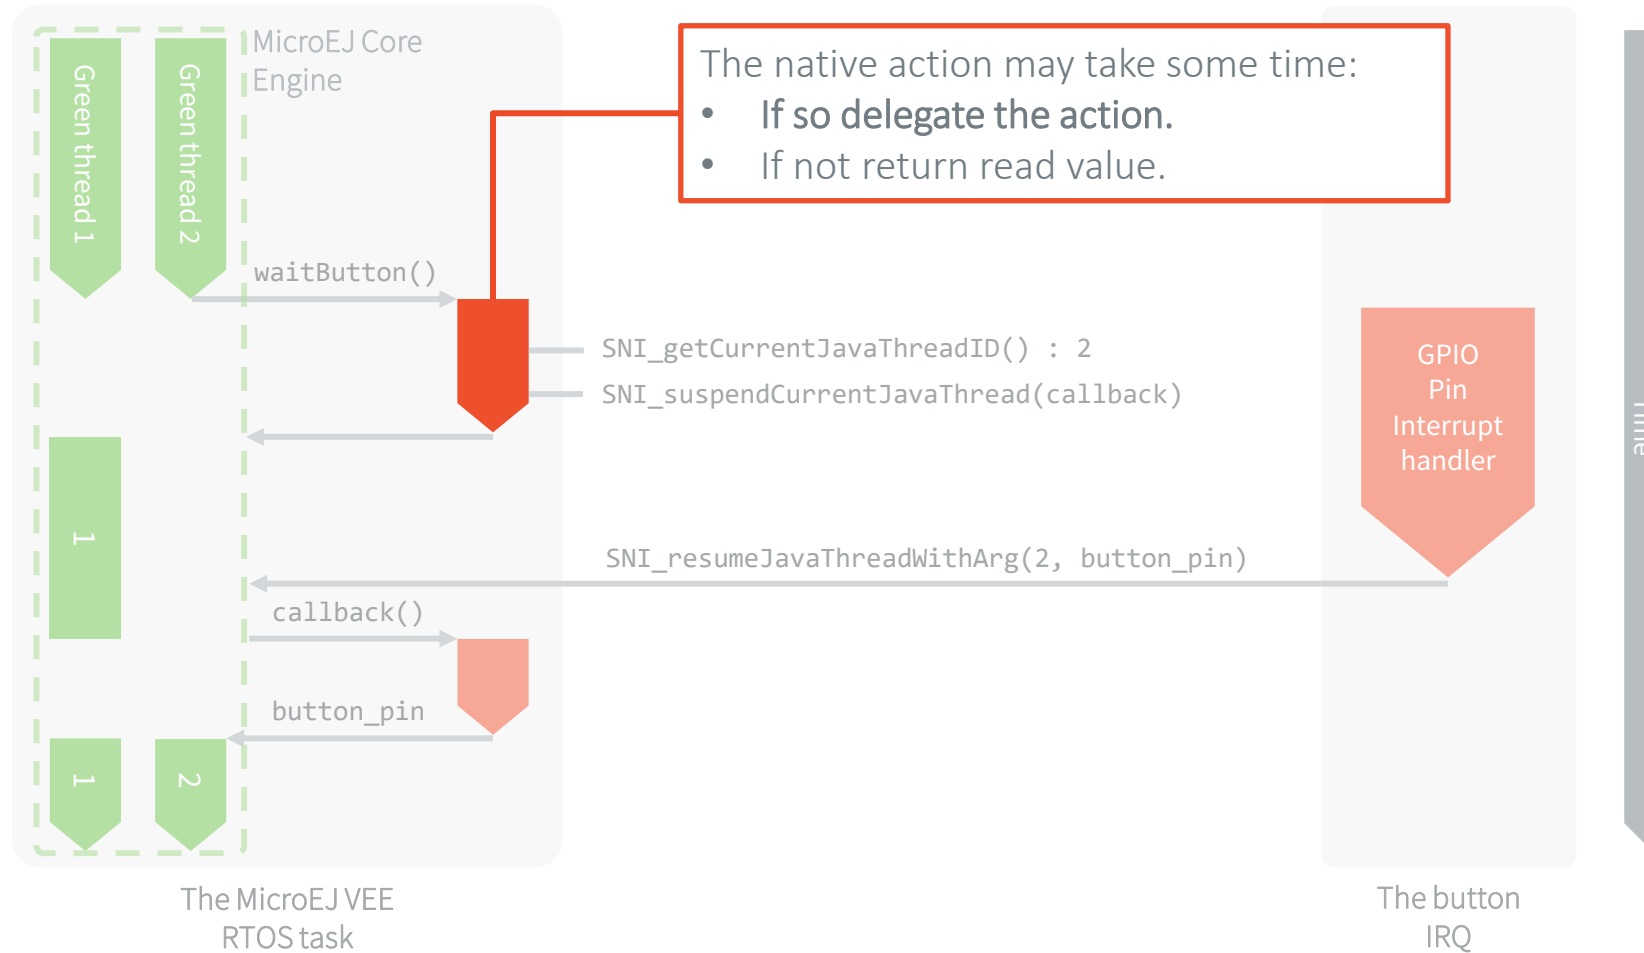 MicroEJ Core
Engine
Green thread 1
Green thread 2
The native action may take some time:
• If so delegate the action.
• If not return read value.
waitButton()
SNI_getCurrentJavaThreadID() : 2
SNI_suspendCurrentJavaThread(callback)
GPIO
Pin
Interrupt
handler
Time
1
SNI_resumeJavaThreadWithArg(2, button_pin)
callback()
button_pin
1
2
The MicroEJ VEE
RTOS task
The button
IRQ